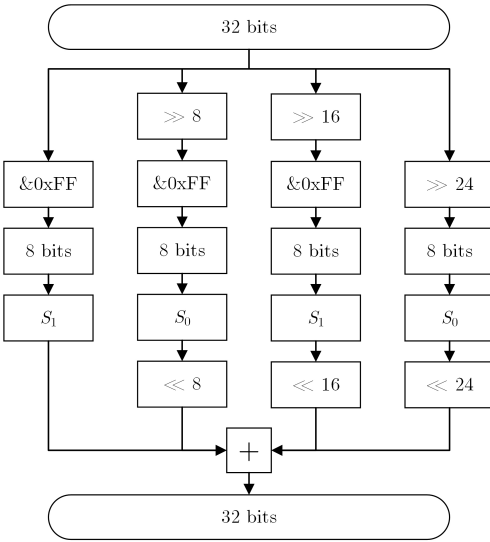 32 bits
≫ 8
≫ 16
&0xFF
&0xFF
&0xFF
≫ 24
8 bits
8 bits
8 bits
8 bits
S₁
S₀
S₁
S₀
≪ 8
≪ 16
≪ 24
+
32 bits